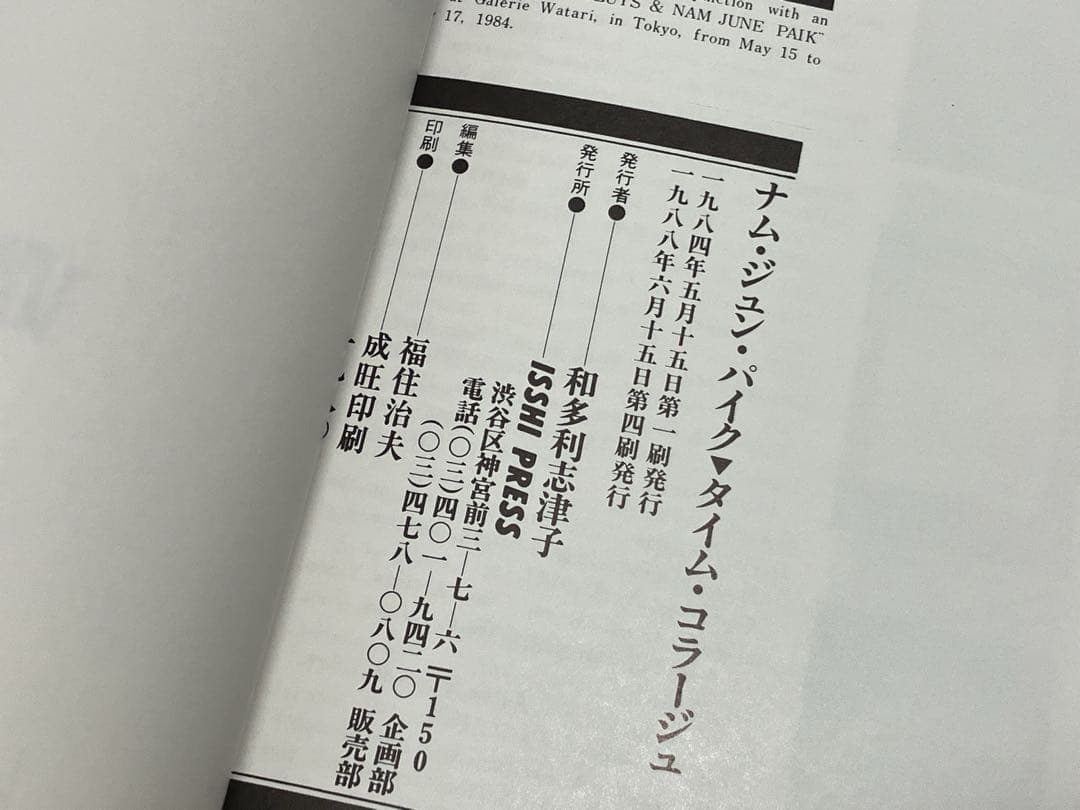 with an
& NAM JUNE PAIK"
Galerie Watari, in Tokyo, from May 15 to
17, 1984.
ナム・ジュン・パイク▼タイム・コラージュ
一九八四年五月十五日第一刷発行
一九八八年六月十五日第四刷発行
発行者●和多利志津子
発行所●ISSHI PRESS
渋谷区神宮前三―七―六 〒150
電話(〇三)四〇一―九四二〇 企画部
(〇三)四七八―〇八〇九 販売部
編集●福住治夫
印刷●成旺印刷